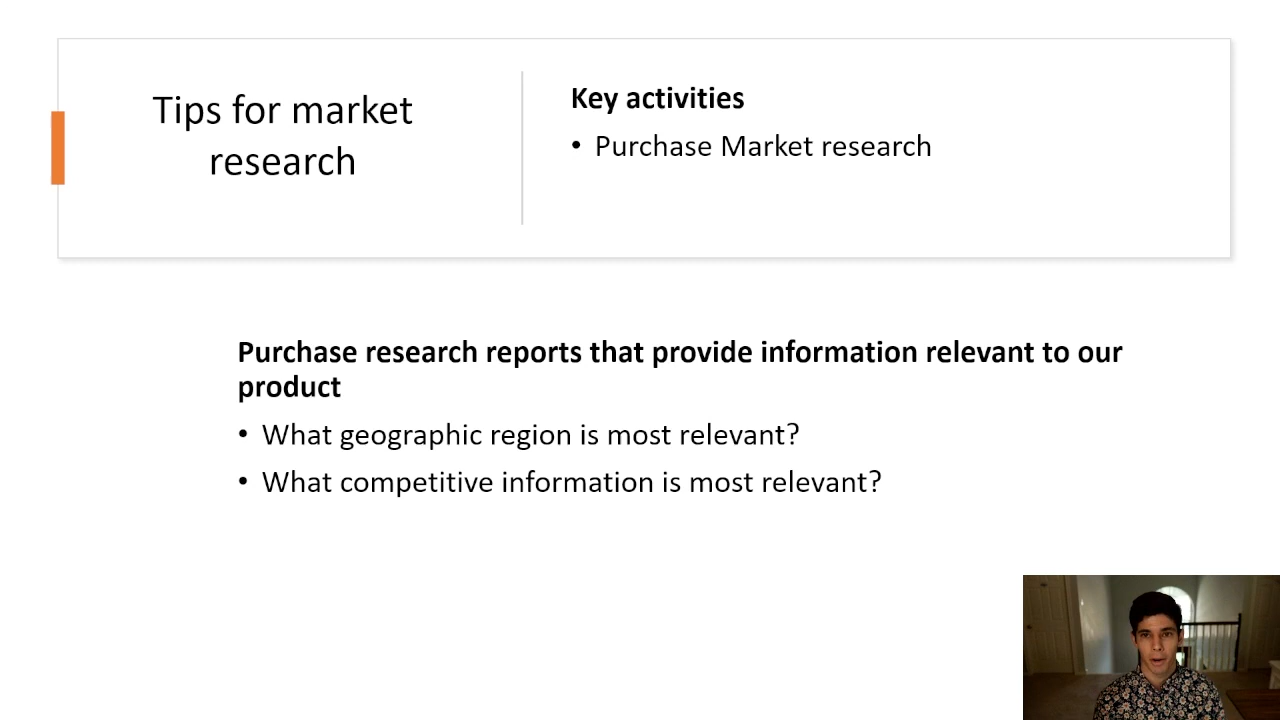 Tips for market
research
Key activities
• Purchase Market research
Purchase research reports that provide information relevant to our
product
• What geographic region is most relevant?
• What competitive information is most relevant?